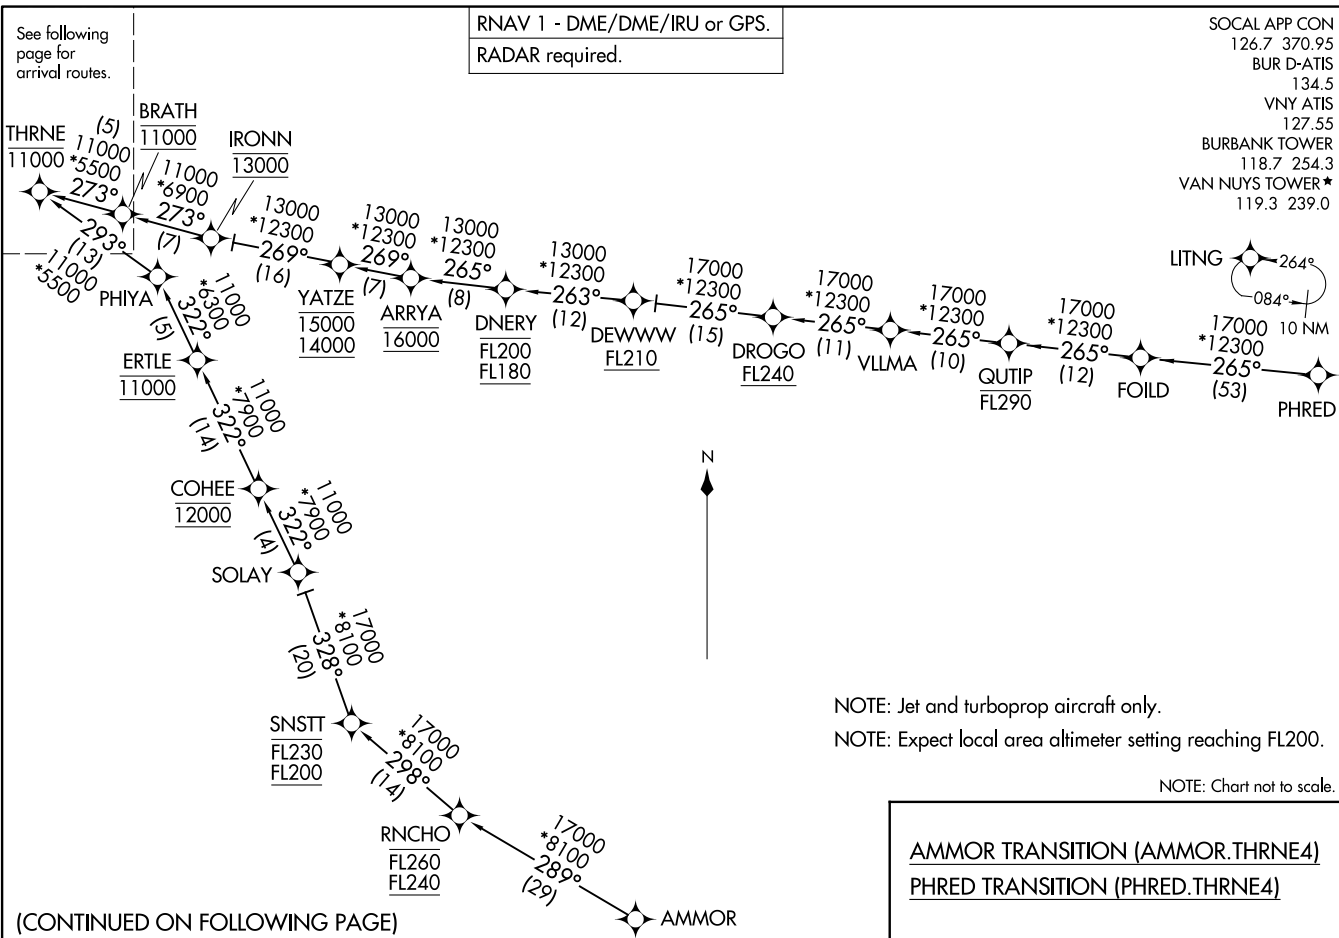 See following
page for
arrival routes.
RNAV 1 - DME/DME/IRU or GPS.
RADAR required.
SOCAL APP CON
126.7 370.95
BUR D-ATIS
134.5
VNY ATIS
127.55
BURBANK TOWER
118.7 254.3
VAN NUYS TOWER★
119.3 239.0
THRNE
11000
(5)
11000
*5500
273°
BRATH
11000
11000
*6900
273°
(7)
IRONN
13000
13000
*12300
269°
(16)
YATZE
15000
14000
13000
*12300
269°
(7)
ARRYA
16000
13000
*12300
265°
(8)
DNERY
FL200
FL180
13000
*12300
263°
(12)
DEWWW
FL210
17000
*12300
265°
(15)
DROGO
FL240
17000
*12300
265°
(11)
VLLMA
17000
*12300
265°
(10)
QUTIP
FL290
17000
*12300
265°
(12)
FOILD
17000
*12300
265°
(53)
PHRED
LITNG
264°
084°
10 NM
293°
(13)
11000
*5500
PHIYA
11000
*6300
322°
(5)
ERTLE
11000
11000
*7900
322°
(14)
COHEE
12000
11000
*7900
322°
(4)
SOLAY
17000
*8100
328°
(20)
SNSTT
FL230
FL200
17000
*8100
298°
(14)
RNCHO
FL260
FL240
17000
*8100
289°
(29)
AMMOR
N
NOTE: Jet and turboprop aircraft only.
NOTE: Expect local area altimeter setting reaching FL200.
NOTE: Chart not to scale.
AMMOR TRANSITION (AMMOR.THRNE4)
PHRED TRANSITION (PHRED.THRNE4)
(CONTINUED ON FOLLOWING PAGE)